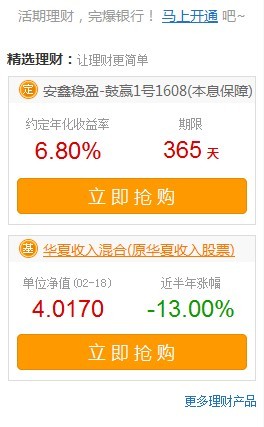 活期理财，完爆银行！ 马上开通 吧~
精选理财：让理财更简单
定 安鑫稳盈-鼓赢1号1608(本息保障)
约定年化收益率 期限
6.80% 365 天
立即抢购
基 华夏收入混合(原华夏收入股票)
单位净值(02-18) 近半年涨幅
4.0170 -13.00%
立即抢购
更多理财产品